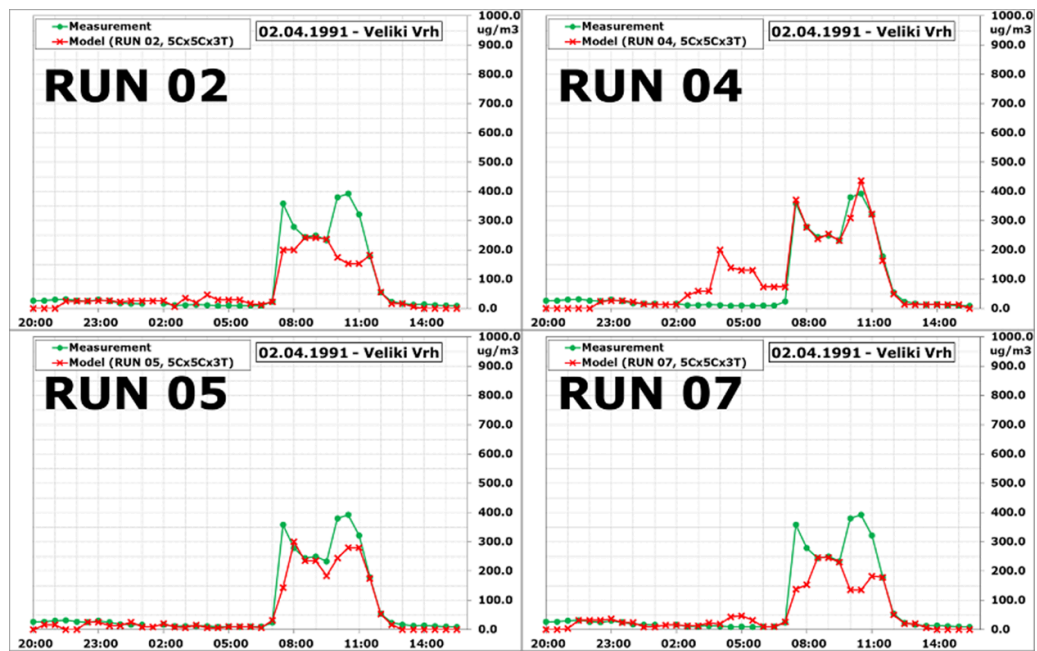 Measurement
Model (RUN 02, 5Cx5Cx3T)
02.04.1991 - Veliki Vrh
RUN 02
1000.0
ug/m3
900.0
800.0
700.0
600.0
500.0
400.0
300.0
200.0
100.0
0.0
20:00 23:00 02:00 05:00 08:00 11:00 14:00
Measurement
Model (RUN 04, 5Cx5Cx3T)
02.04.1991 - Veliki Vrh
RUN 04
1000.0
ug/m3
900.0
800.0
700.0
600.0
500.0
400.0
300.0
200.0
100.0
0.0
20:00 23:00 02:00 05:00 08:00 11:00 14:00
Measurement
Model (RUN 05, 5Cx5Cx3T)
02.04.1991 - Veliki Vrh
RUN 05
1000.0
ug/m3
900.0
800.0
700.0
600.0
500.0
400.0
300.0
200.0
100.0
0.0
20:00 23:00 02:00 05:00 08:00 11:00 14:00
Measurement
Model (RUN 07, 5Cx5Cx3T)
02.04.1991 - Veliki Vrh
RUN 07
1000.0
ug/m3
900.0
800.0
700.0
600.0
500.0
400.0
300.0
200.0
100.0
0.0
20:00 23:00 02:00 05:00 08:00 11:00 14:00